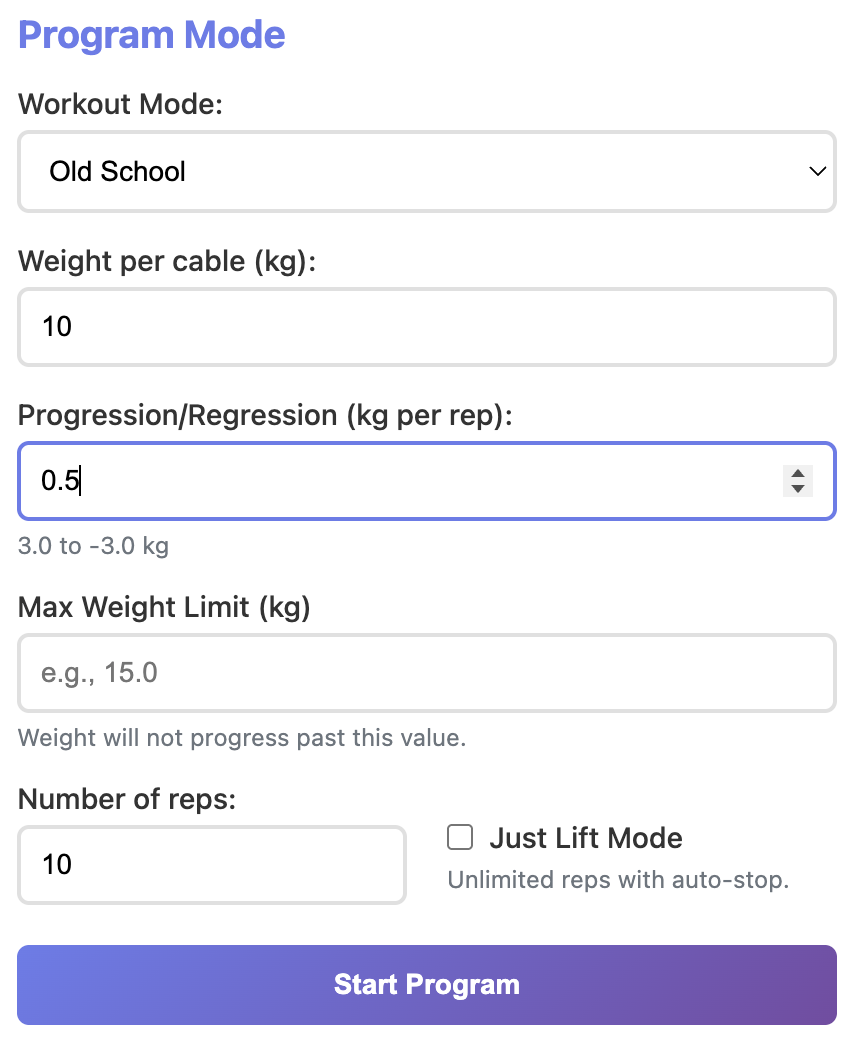 Program Mode
Workout Mode:
Old School
Weight per cable (kg):
10
Progression/Regression (kg per rep):
0.5
3.0 to -3.0 kg
Max Weight Limit (kg)
e.g., 15.0
Weight will not progress past this value.
Number of reps:
10
Just Lift Mode
Unlimited reps with auto-stop.
Start Program